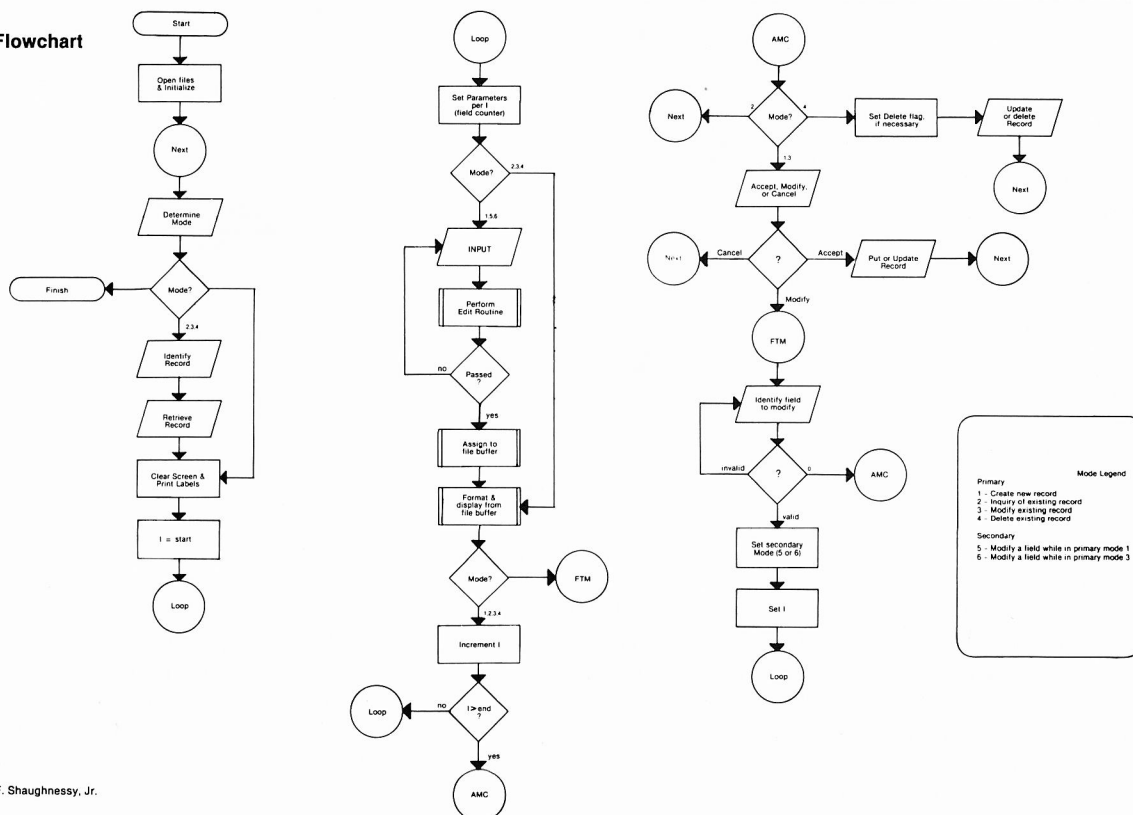 Flowchart
Start
Open files
& Initialize
Next
Determine
Mode
Mode?
Finish
2.3.4
Identify
Record
Retrieve
Record
Clear Screen &
Print Labels
I = start
Loop
Loop
Set Parameters
per I
(field counter)
Mode?
2.3.4
1.5.6
INPUT
Perform
Edit Routine
Passed
?
no
yes
Assign to
file buffer
Format &
display from
file buffer
Mode?
FTM
1.2.3.4
Increment I
I > end
?
no
Loop
yes
AMC
AMC
Mode?
2
Next
4
Set Delete flag,
if necessary
Update
or delete
Record
Next
1.3
Accept, Modify,
or Cancel
?
Cancel
Next
Accept
Put or Update
Record
Next
Modify
FTM
Identify field
to modify
?
invalid
0
AMC
valid
Set secondary
Mode (5 or 6)
Set I
Loop
Mode Legend
Primary
1 - Create new record
2 - Inquiry of existing record
3 - Modify existing record
4 - Delete existing record
Secondary
5 - Modify a field while in primary mode 1
6 - Modify a field while in primary mode 3
F. Shaughnessy, Jr.